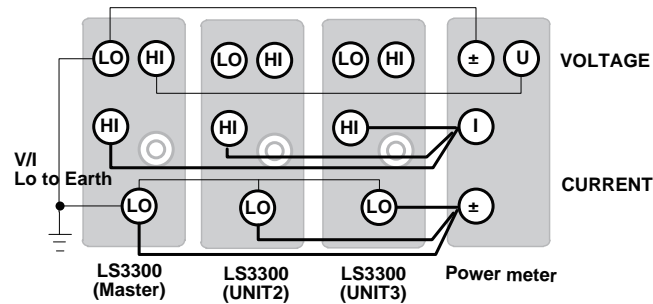 LO HI LO HI LO HI ± U VOLTAGE
HI HI HI I
V/I
Lo to Earth
CURRENT
LO LO LO ±
LS3300
(Master)
LS3300
(UNIT2)
LS3300
(UNIT3)
Power meter